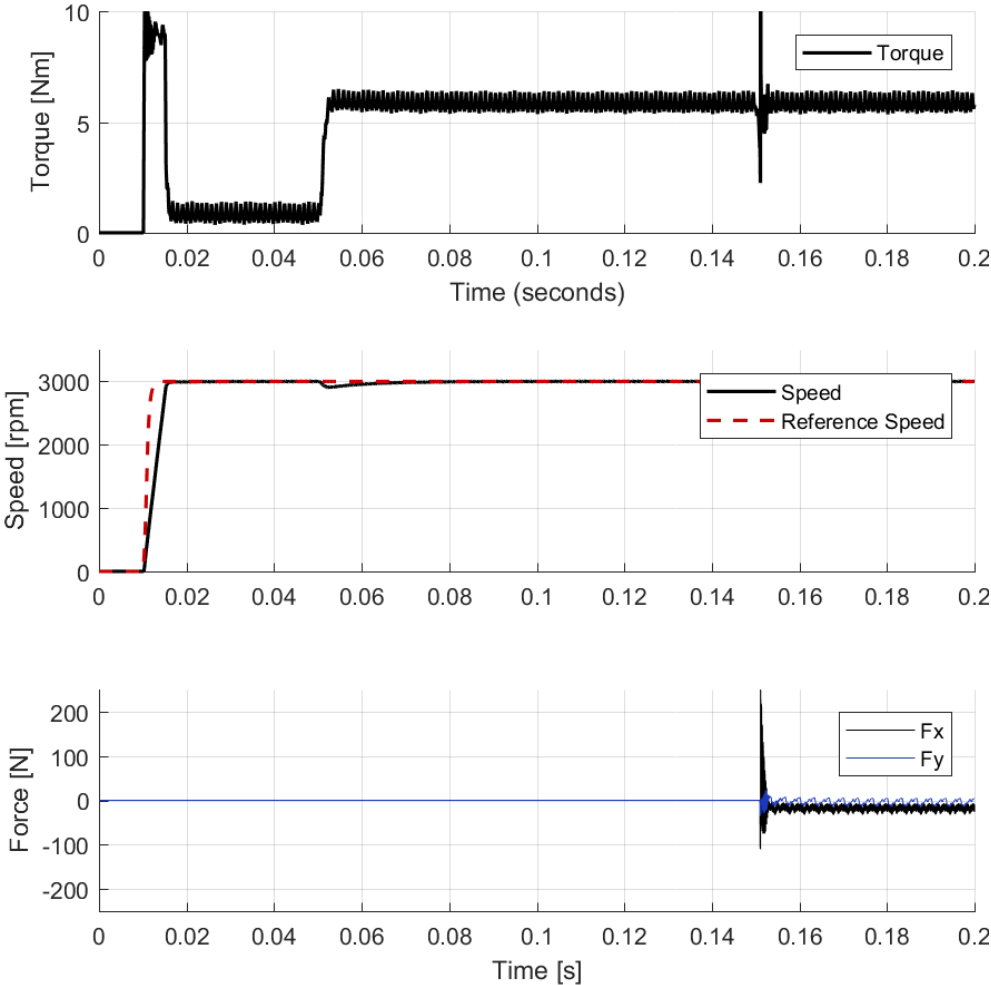 10
5
0
Torque [Nm]
Torque
0 0.02 0.04 0.06 0.08 0.1 0.12 0.14 0.16 0.18 0.2
Time (seconds)
3000
2000
1000
0
Speed [rpm]
Speed
Reference Speed
0 0.02 0.04 0.06 0.08 0.1 0.12 0.14 0.16 0.18 0.2
200
100
0
-100
-200
Force [N]
Fx
Fy
0 0.02 0.04 0.06 0.08 0.1 0.12 0.14 0.16 0.18 0.2
Time [s]